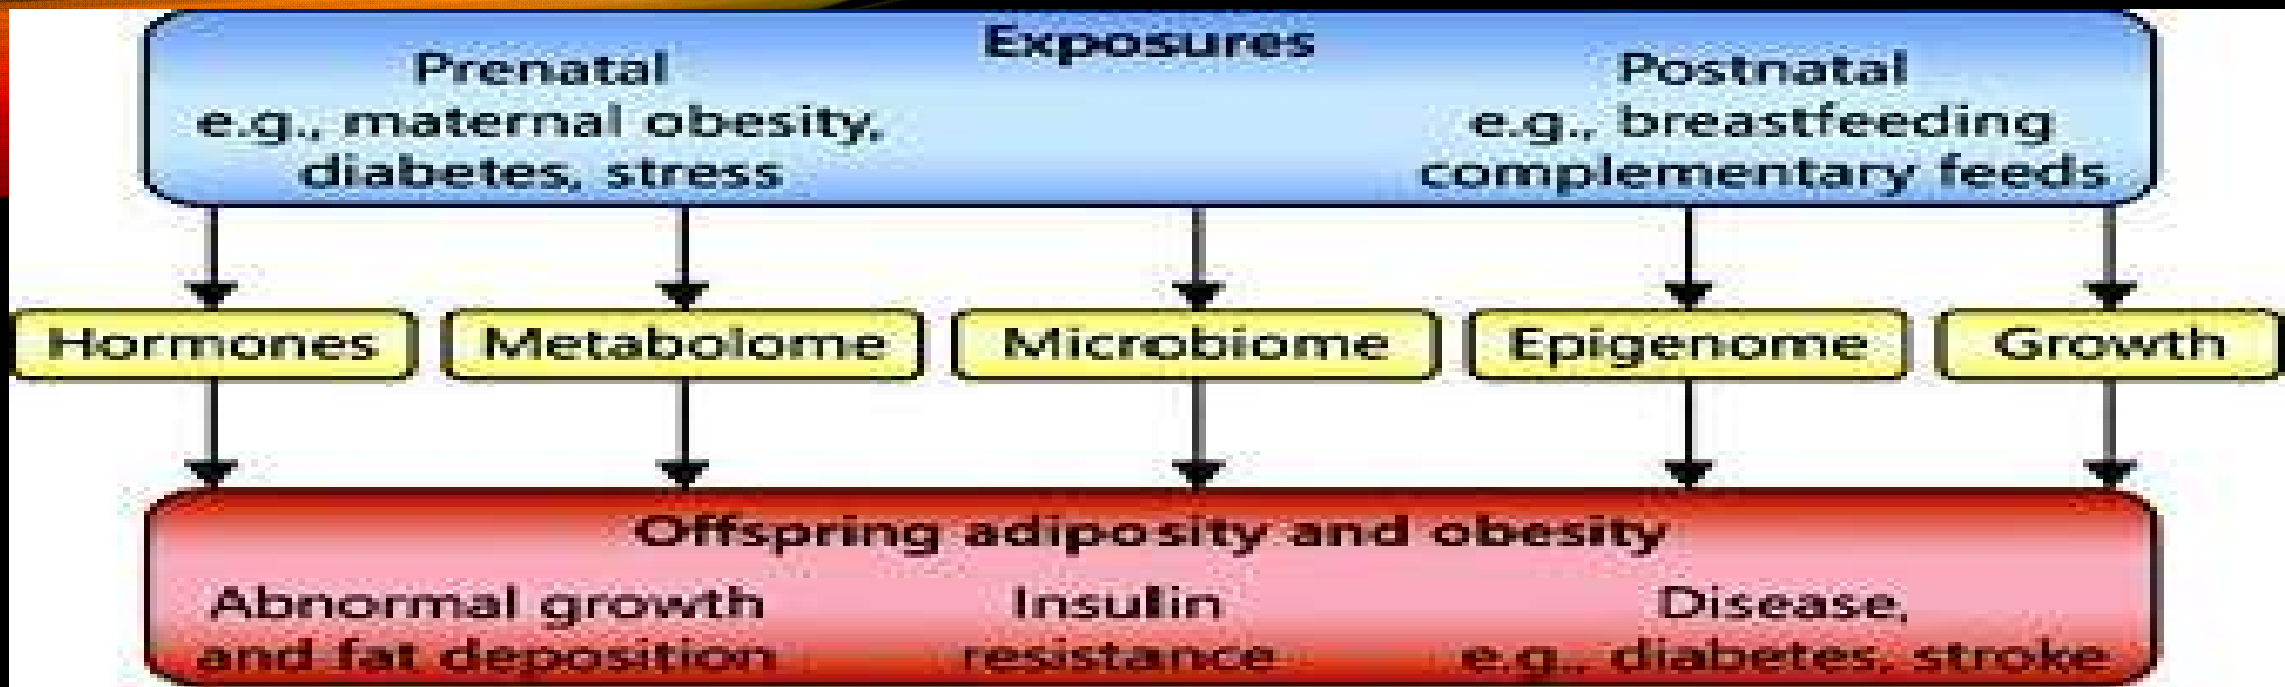 Exposures
Prenatal
e.g., maternal obesity,
diabetes, stress
Postnatal
e.g., breastfeeding
complementary feeds
Hormones
Metabolome
Microbiome
Epigenome
Growth
Offspring adiposity and obesity
Abnormal growth
and fat deposition
Insulin
resistance
Disease,
e.g., diabetes, stroke